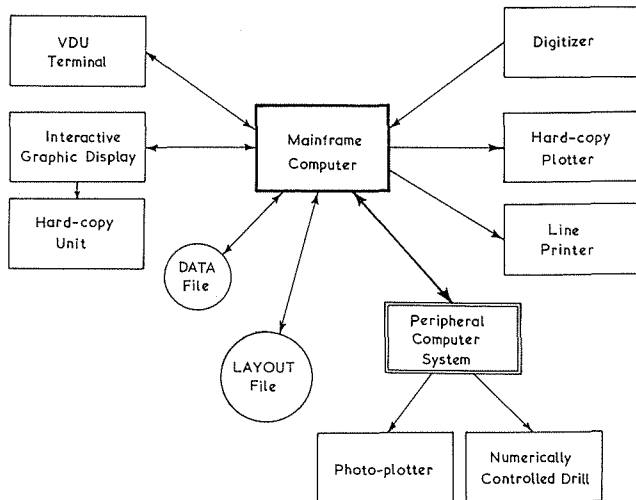 VDU
Terminal
Digitizer
Mainframe
Computer
Interactive
Graphic Display
Hard-copy
Plotter
Hard-copy
Unit
Line
Printer
DATA
File
LAYOUT
File
Peripheral
Computer
System
Photo-plotter
Numerically
Controlled Drill